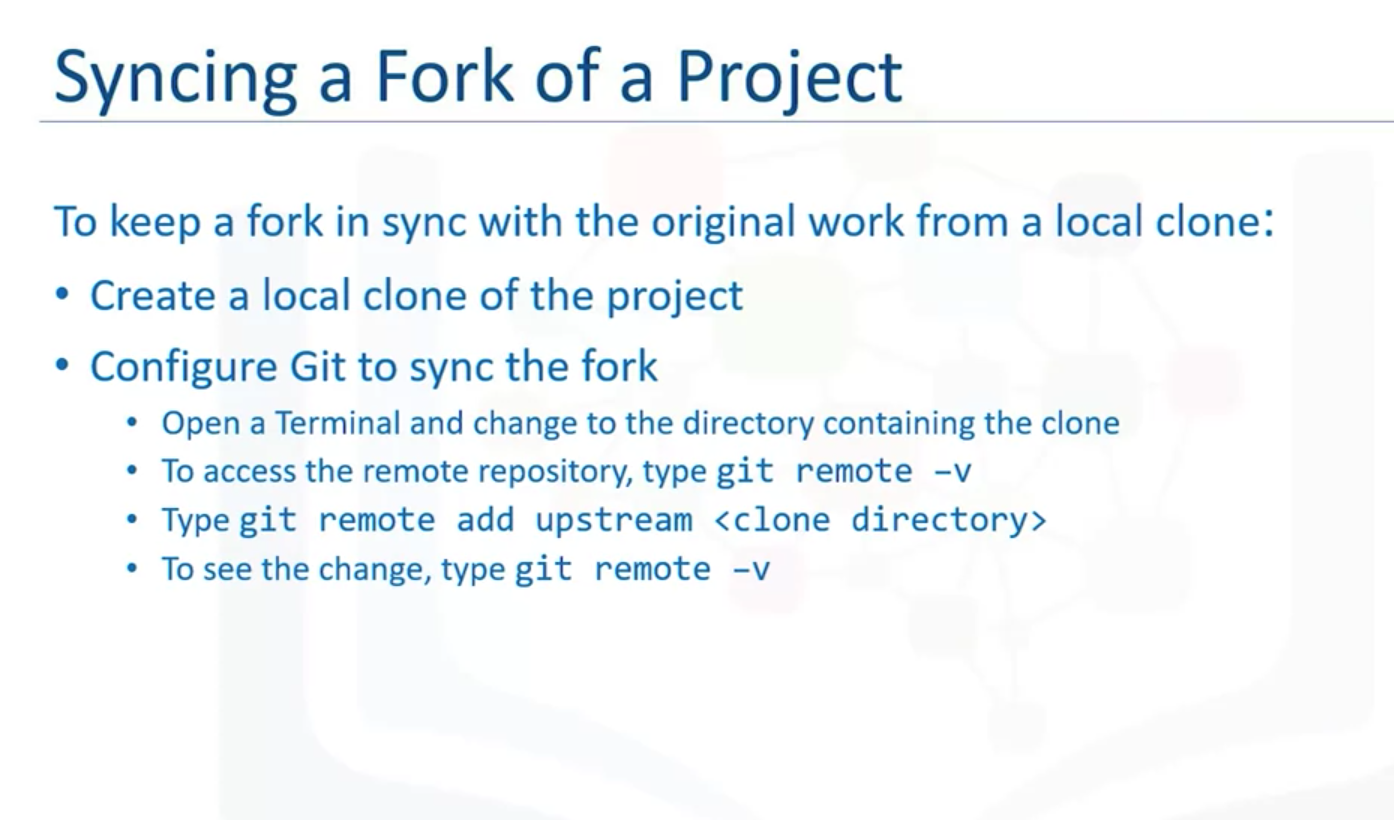 Syncing a Fork of a Project
To keep a fork in sync with the original work from a local clone:
• Create a local clone of the project
• Configure Git to sync the fork
• Open a Terminal and change to the directory containing the clone
• To access the remote repository, type git remote –v
• Type git remote add upstream <clone directory>
• To see the change, type git remote –v